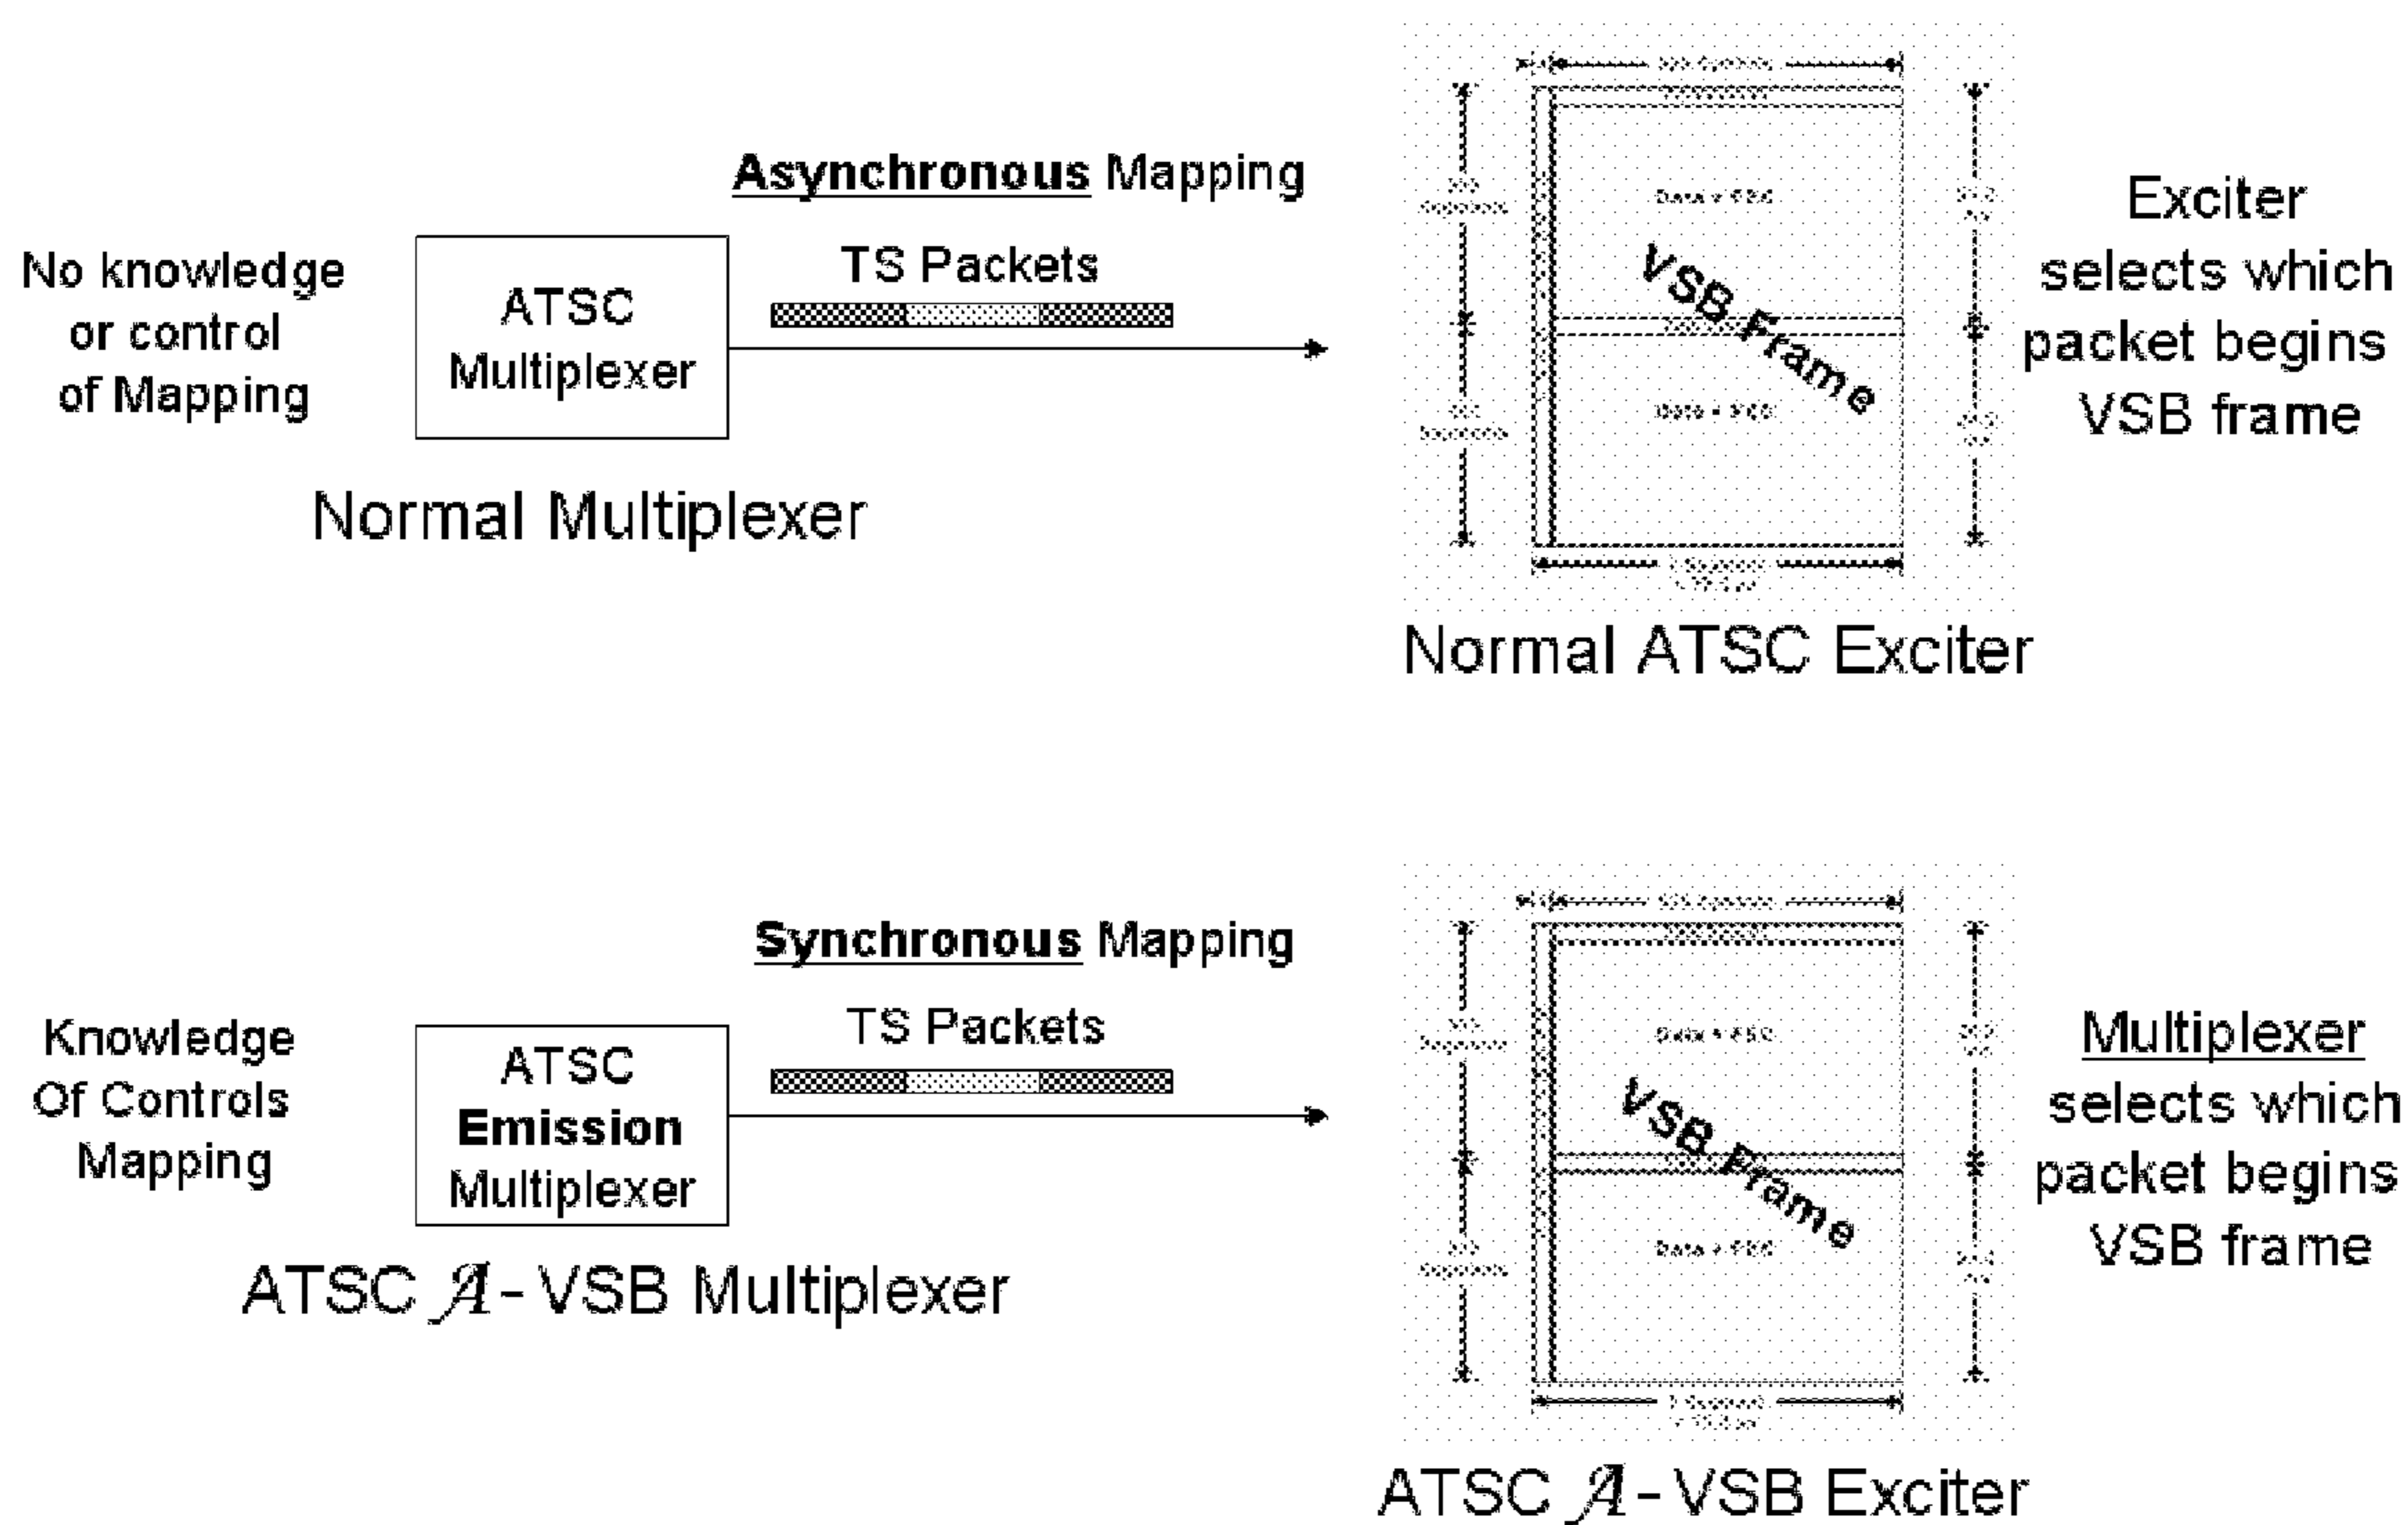 Asynchronous Mapping
No knowledge
or control
of Mapping
ATSC
Multiplexer
TS Packets
Normal Multiplexer
VSB Frame
Normal ATSC Exciter
Exciter
selects which
packet begins
VSB frame
Synchronous Mapping
Knowledge
Of Controls
Mapping
ATSC
Emission
Multiplexer
TS Packets
ATSC A-VSB Multiplexer
VSB Frame
ATSC A-VSB Exciter
Multiplexer
selects which
packet begins
VSB frame